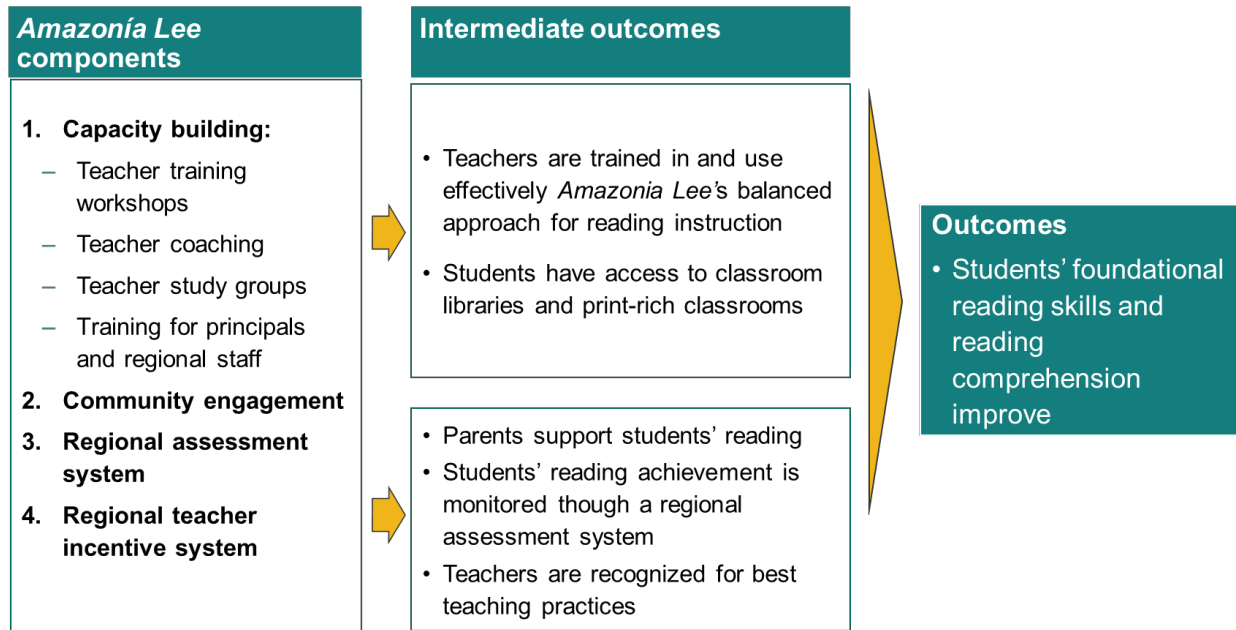 Amazonía Lee
components
1. Capacity building:
– Teacher training
workshops
– Teacher coaching
– Teacher study groups
– Training for principals
and regional staff
2. Community engagement
3. Regional assessment
system
4. Regional teacher
incentive system
Intermediate outcomes
• Teachers are trained in and use
effectively Amazonia Lee's balanced
approach for reading instruction
• Students have access to classroom
libraries and print-rich classrooms
• Parents support students' reading
• Students' reading achievement is
monitored though a regional
assessment system
• Teachers are recognized for best
teaching practices
Outcomes
• Students' foundational
reading skills and
reading
comprehension
improve